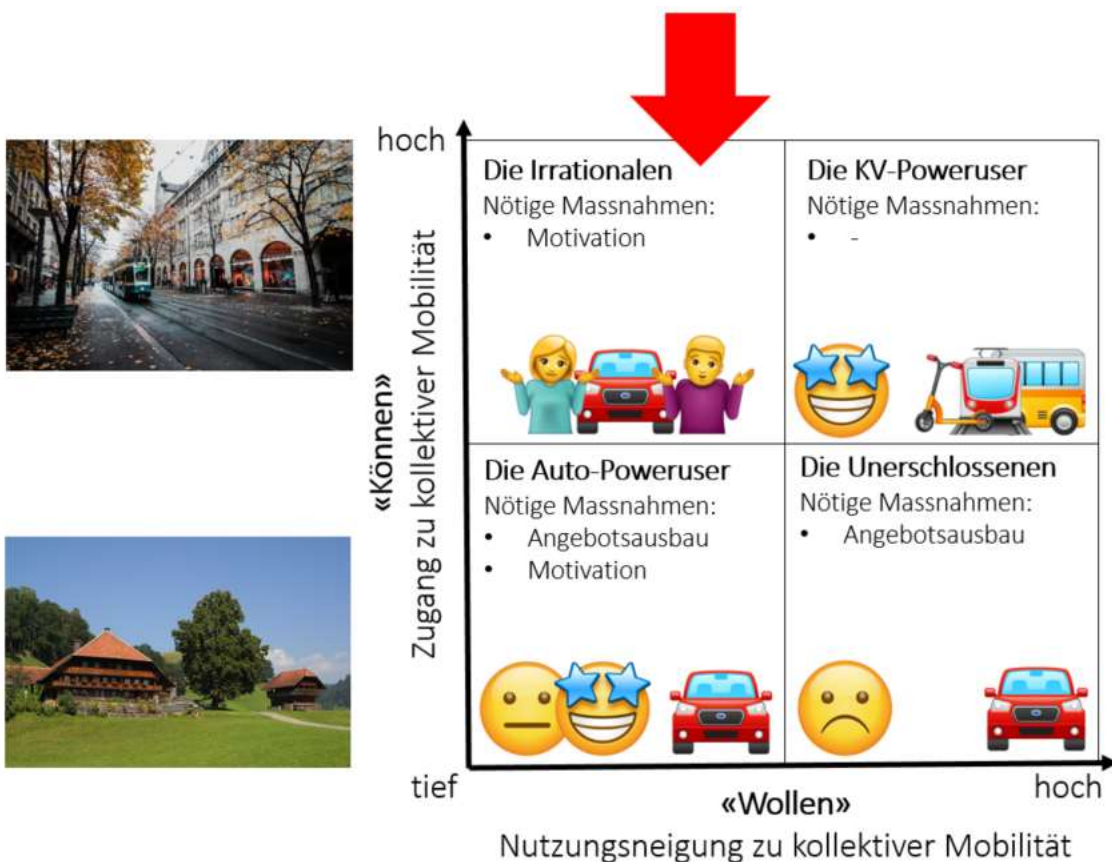 hoch
Die Irrationalen
Nötige Massnahmen:
• Motivation
Die KV-Poweruser
Nötige Massnahmen:
• -
«Können»
Zugang zu kollektiver Mobilität
Die Auto-Poweruser
Nötige Massnahmen:
• Angebotsausbau
• Motivation
Die Unerschlossenen
Nötige Massnahmen:
• Angebotsausbau
tief
«Wollen»
hoch
Nutzungsneigung zu kollektiver Mobilität